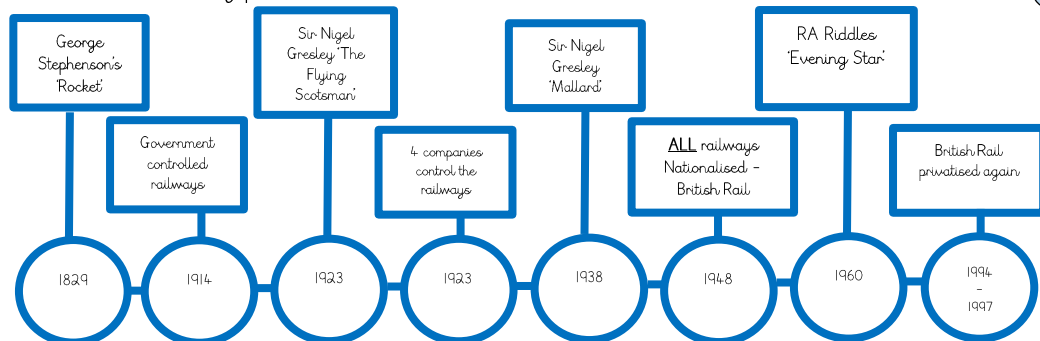 George
Stephenson's
'Rocket'
Government
controlled
railways
Sir Nigel
Gresley 'The
Flying
Scotsman'
4 companies
control the
railways
Sir Nigel
Gresley
'Mallard'
ALL railways
Nationalised -
British Rail
RA Riddles
'Evening Star'
British Rail
privatised again
1829
1914
1923
1923
1938
1948
1960
1994
-
1997